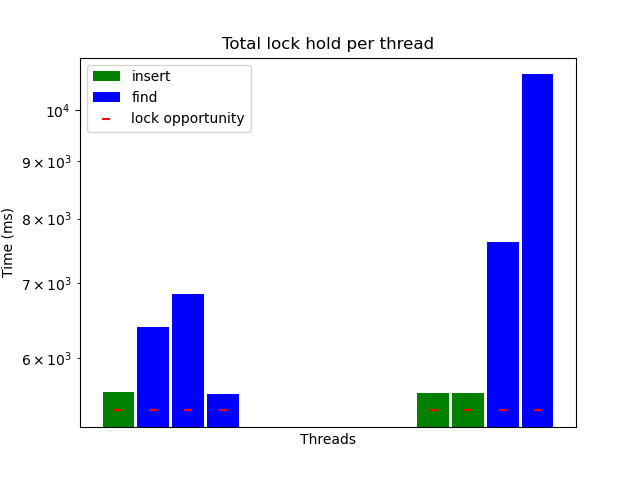 Total lock hold per thread
insert
find
lock opportunity
10⁴
9 × 10³
8 × 10³
7 × 10³
6 × 10³
Time (ms)
Threads